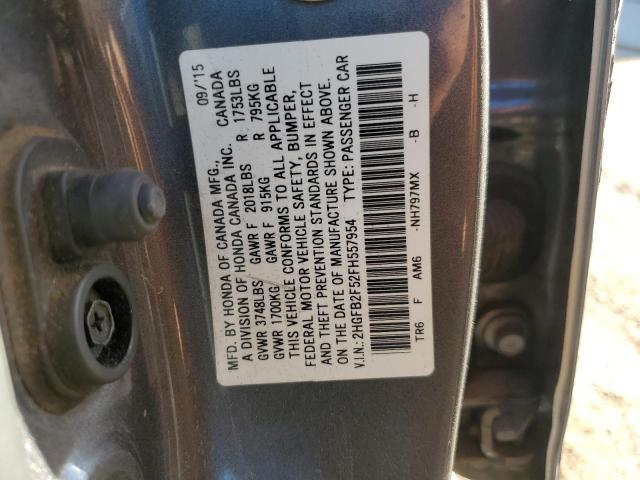 MFD. BY HONDA OF CANADA MFG., 09/'15
A DIVISION OF HONDA CANADA INC. CANADA
GVWR 3748LBS GAWR F 2018LBS R 1753LBS
GVWR 1700KG GAWR F 915KG R 795KG
THIS VEHICLE CONFORMS TO ALL APPLICABLE
FEDERAL MOTOR VEHICLE SAFETY, BUMPER,
AND THEFT PREVENTION STANDARDS IN EFFECT
ON THE DATE OF MANUFACTURE SHOWN ABOVE.
V.I.N.: 2HGFB2F52FH557954 TYPE: PASSENGER CAR
TR6 F AM6 -NH797MX -B -H